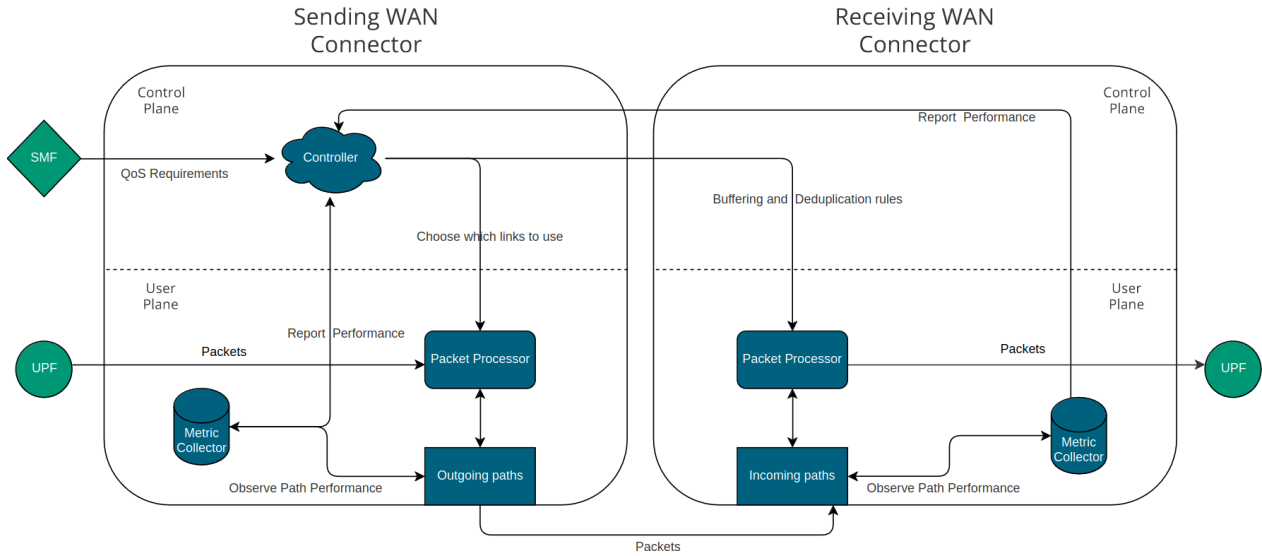 Sending WAN
Connector
Receiving WAN
Connector
Control
Plane
Control
Plane
Report Performance
SMF
Controller
QoS Requirements
Buffering and Deduplication rules
Choose which links to use
User
Plane
User
Plane
Report Performance
Packets
Packet Processor
Packet Processor
Packets
UPF
UPF
Metric
Collector
Metric
Collector
Outgoing paths
Incoming paths
Observe Path Performance
Observe Path Performance
Packets